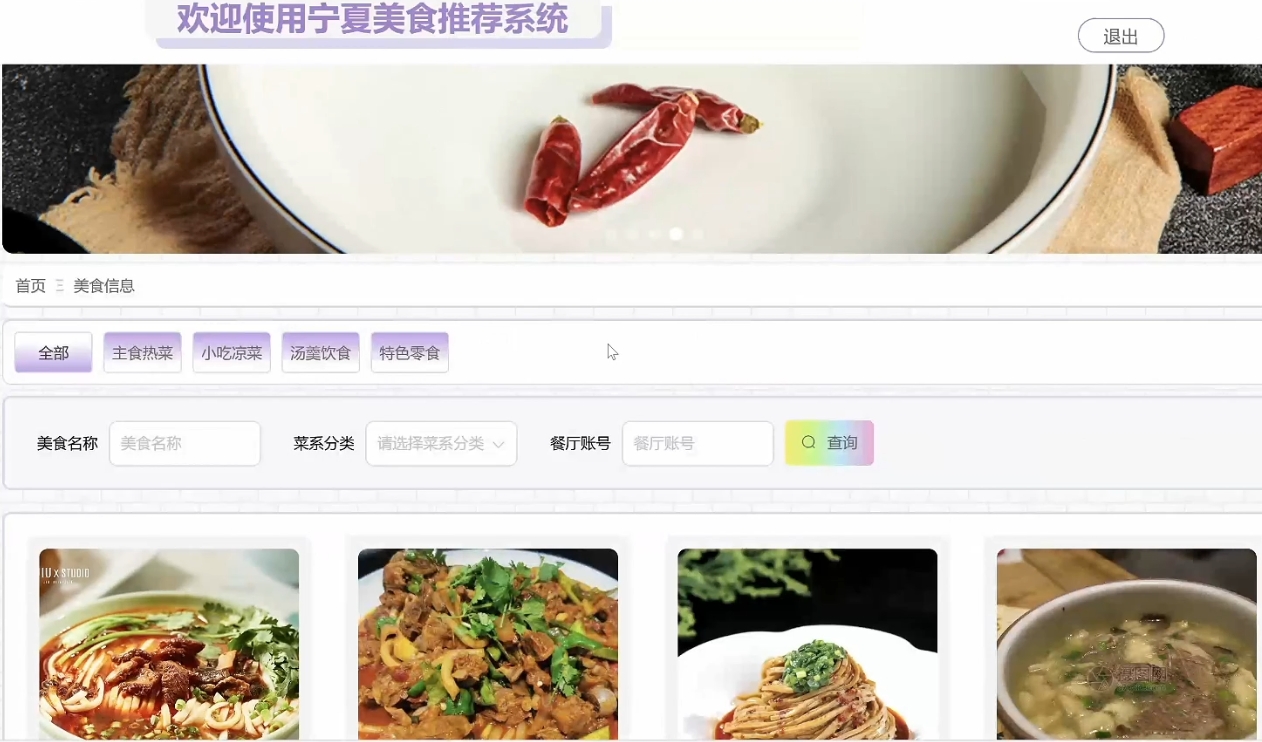 欢迎使用宁夏美食推荐系统
退出
首页 美食信息
全部 主食热菜 小吃凉菜 汤羹饮食 特色零食
美食名称 美食名称 菜系分类 请选择菜系分类 餐厅账号 餐厅账号 查询
IU X STUDIO